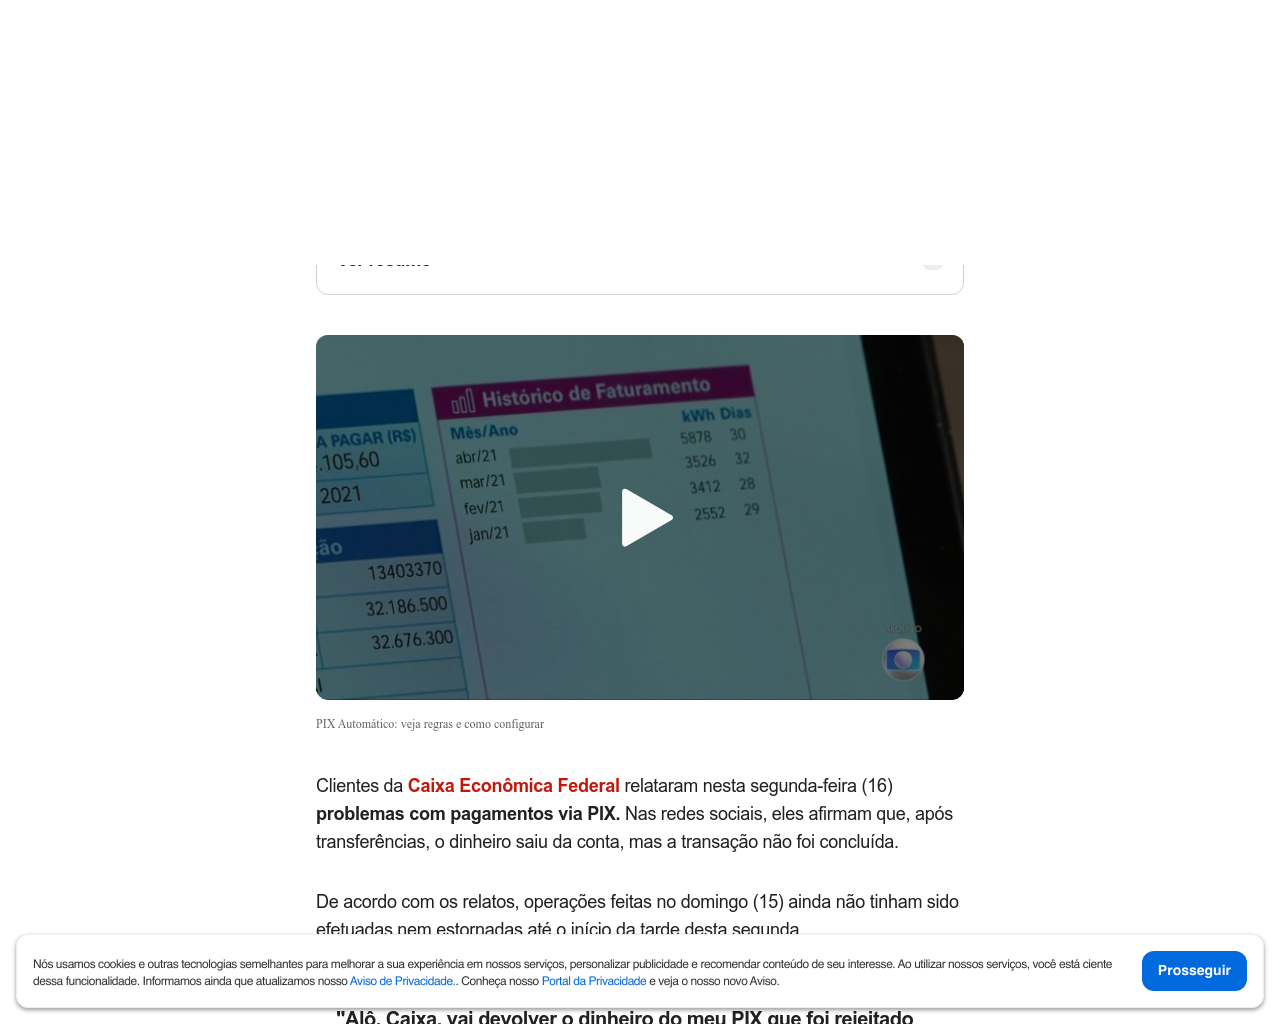 Ver resumo
Histórico de Faturamento
A PAGAR (R$)
.105,60
2021
Mês/Ano
kWh Dias
abr/21
5878 30
mar/21
3526 32
fev/21
3412 28
jan/21
2552 29
ão
13403370
32.186.500
32.676.300
ARQUIVO
PIX Automático: veja regras e como configurar
Clientes da Caixa Econômica Federal relataram nesta segunda-feira (16)
problemas com pagamentos via PIX. Nas redes sociais, eles afirmam que, após
transferências, o dinheiro saiu da conta, mas a transação não foi concluída.
De acordo com os relatos, operações feitas no domingo (15) ainda não tinham sido
efetuadas nem estornadas até o início da tarde desta segunda.
Nós usamos cookies e outras tecnologias semelhantes para melhorar a sua experiência em nossos serviços, personalizar publicidade e recomendar conteúdo de seu interesse. Ao utilizar nossos serviços, você está ciente
dessa funcionalidade. Informamos ainda que atualizamos nosso Aviso de Privacidade.. Conheça nosso Portal da Privacidade e veja o nosso novo Aviso.
Prosseguir
"Alô, Caixa, vai devolver o dinheiro do meu PIX que foi rejeitado